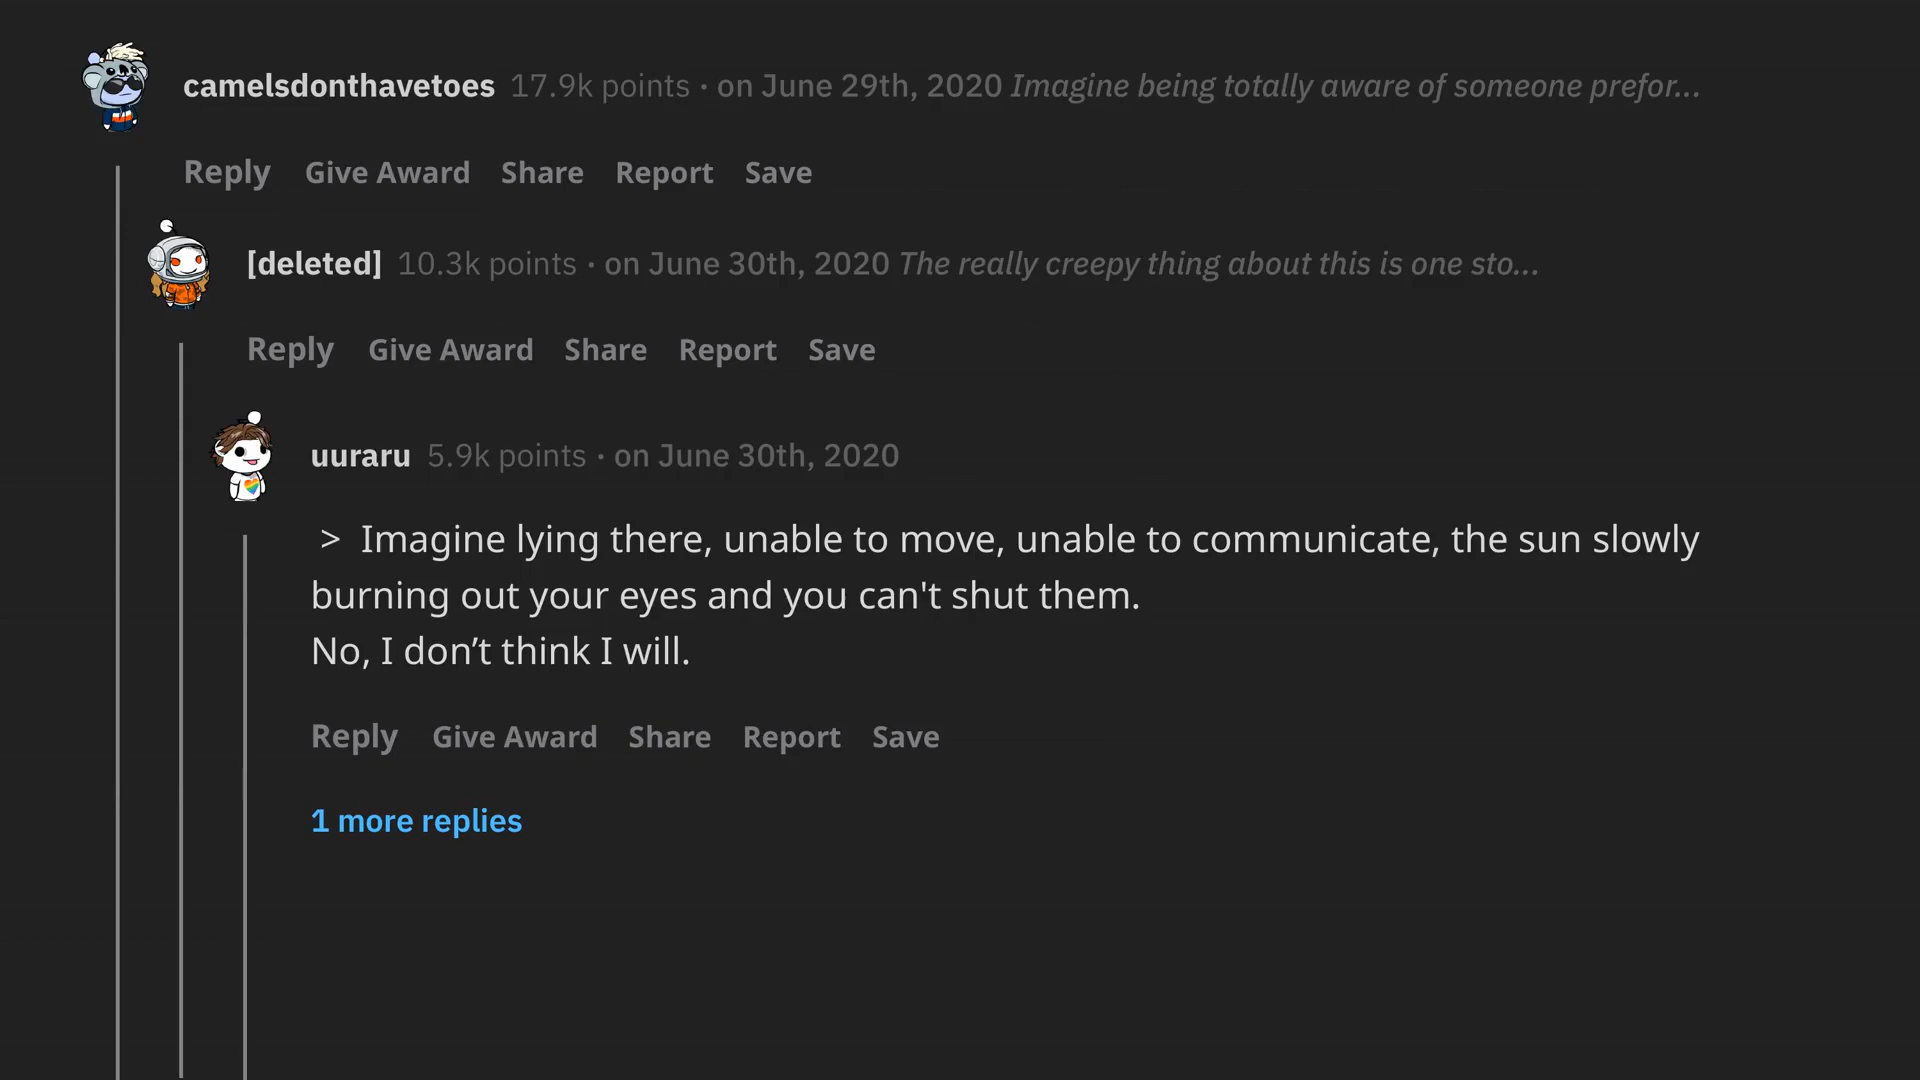 camelsdonthavetoes 17.9k points · on June 29th, 2020 Imagine being totally aware of someone prefor...
Reply Give Award Share Report Save
[deleted] 10.3k points · on June 30th, 2020 The really creepy thing about this is one sto...
Reply Give Award Share Report Save
uuraru 5.9k points · on June 30th, 2020
> Imagine lying there, unable to move, unable to communicate, the sun slowly
burning out your eyes and you can't shut them.
No, I don’t think I will.
Reply Give Award Share Report Save
1 more replies